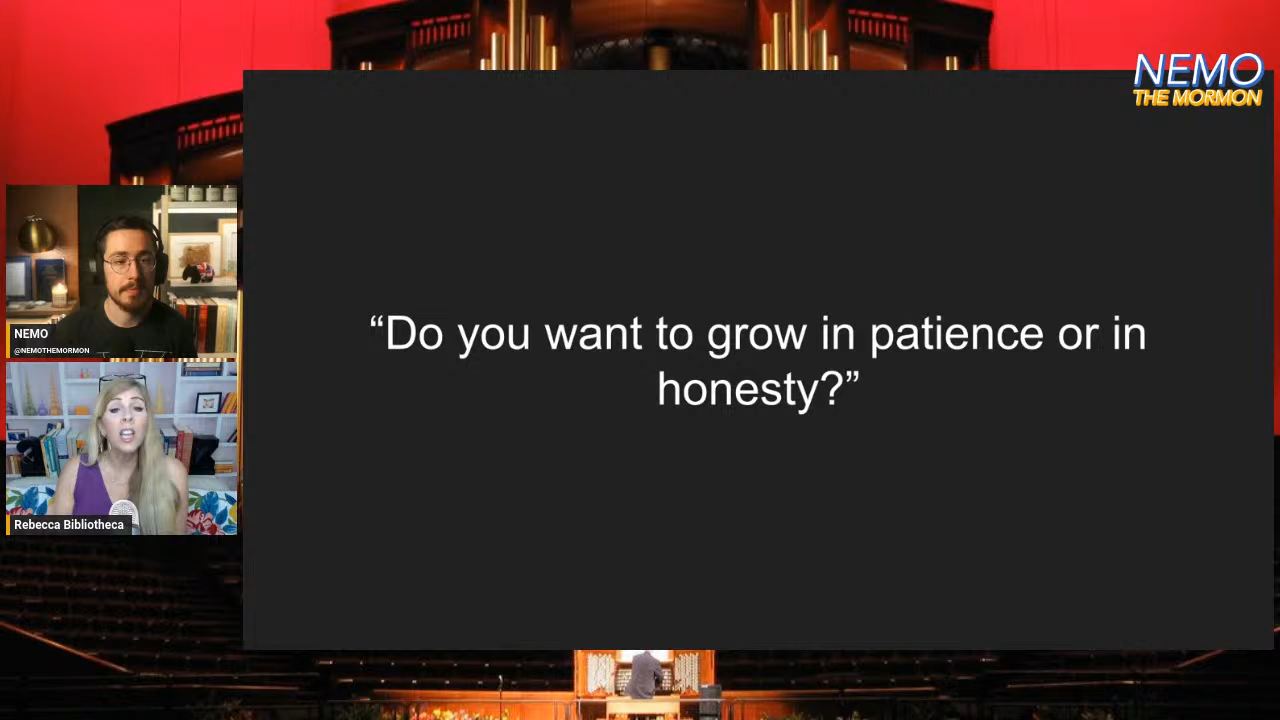 NEMO
THE MORMON
NEMO
@NEMOTHEMORMON
Rebecca Bibliotheca
“Do you want to grow in patience or in
honesty?”